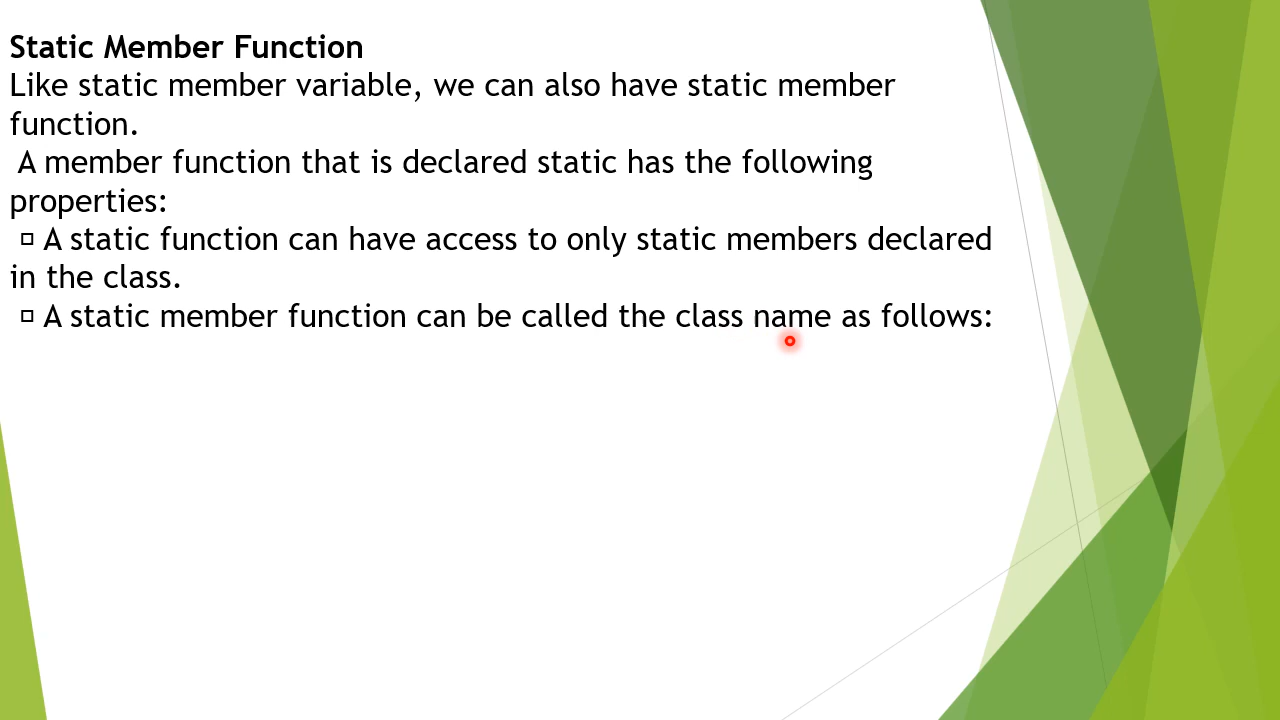 Static Member Function
Like static member variable, we can also have static member
function.
A member function that is declared static has the following
properties:
□ A static function can have access to only static members declared
in the class.
□ A static member function can be called the class name as follows: